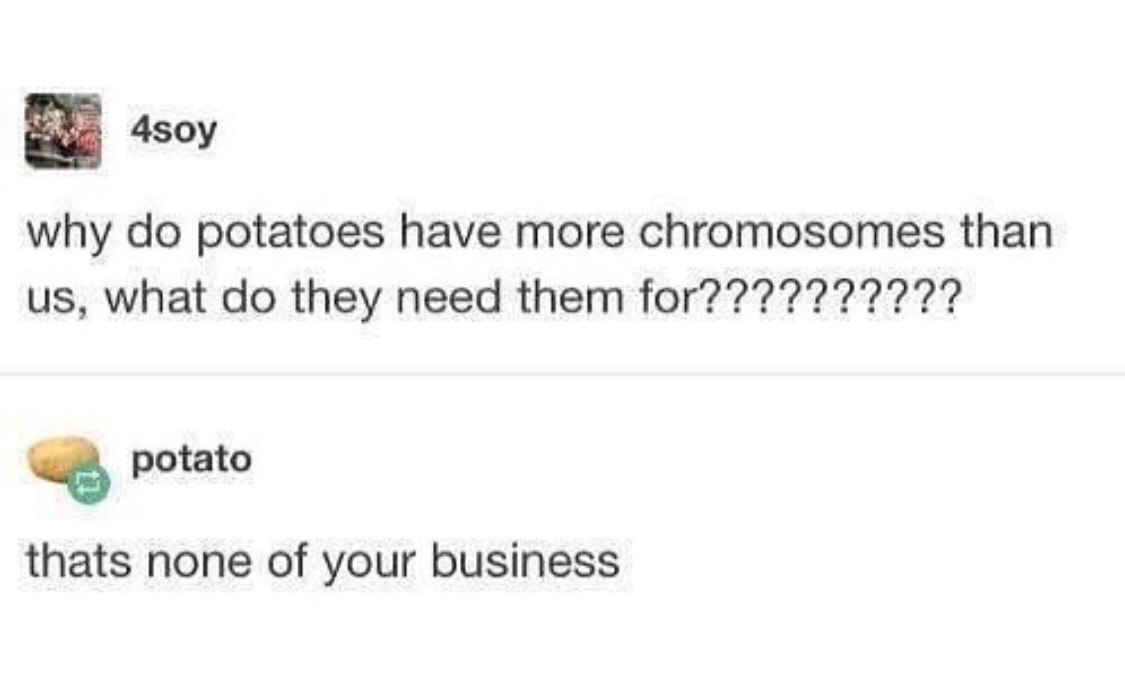 4soy
why do potatoes have more chromosomes than
us, what do they need them for??????????
potato
thats none of your business